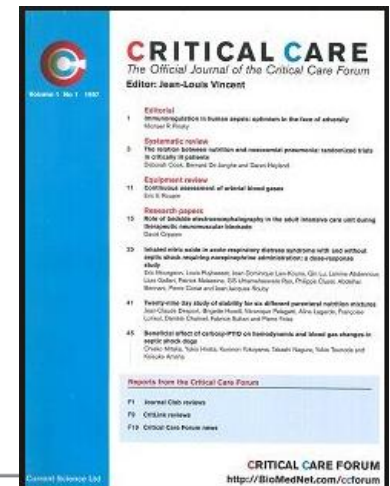 CRITICAL CARE
The Official Journal of the Critical Care Forum
Editor: Jean-Louis Vincent
Volume 1 No 1 1997
Editorial
1 Immunoregulation in human sepsis: optimism in the face of adversity
Michael R Pinsky
Systematic review
3 The relation between nutrition and nosocomial pneumonia: randomized trials
in critically ill patients
Deborah Cook, Bernard De Jonghe and Daren Heyland
Equipment review
11 Continuous assessment of arterial blood gases
Eric E Roupie
Research papers
Role of bedside electroencephalography in the adult intensive care unit during
therapeutic neuromuscular blockade
David Crippen
Inhaled nitric oxide in acute respiratory distress syndrome with and without
septic shock requiring norepinephrine administration: a dose-response
study
41 Twenty-nine day study of stability for six different parenteral nutrition mixtures
45 Beneficial effect of carboxy-PTIO on hemodynamic and blood gas changes in
septic shock dogs
Reports from the Critical Care Forum
F1 Journal Club reviews
CritLink reviews
Critical Care Forum news
Current Science Ltd
CRITICAL CARE FORUM
http://BioMedNet.com/ccforum